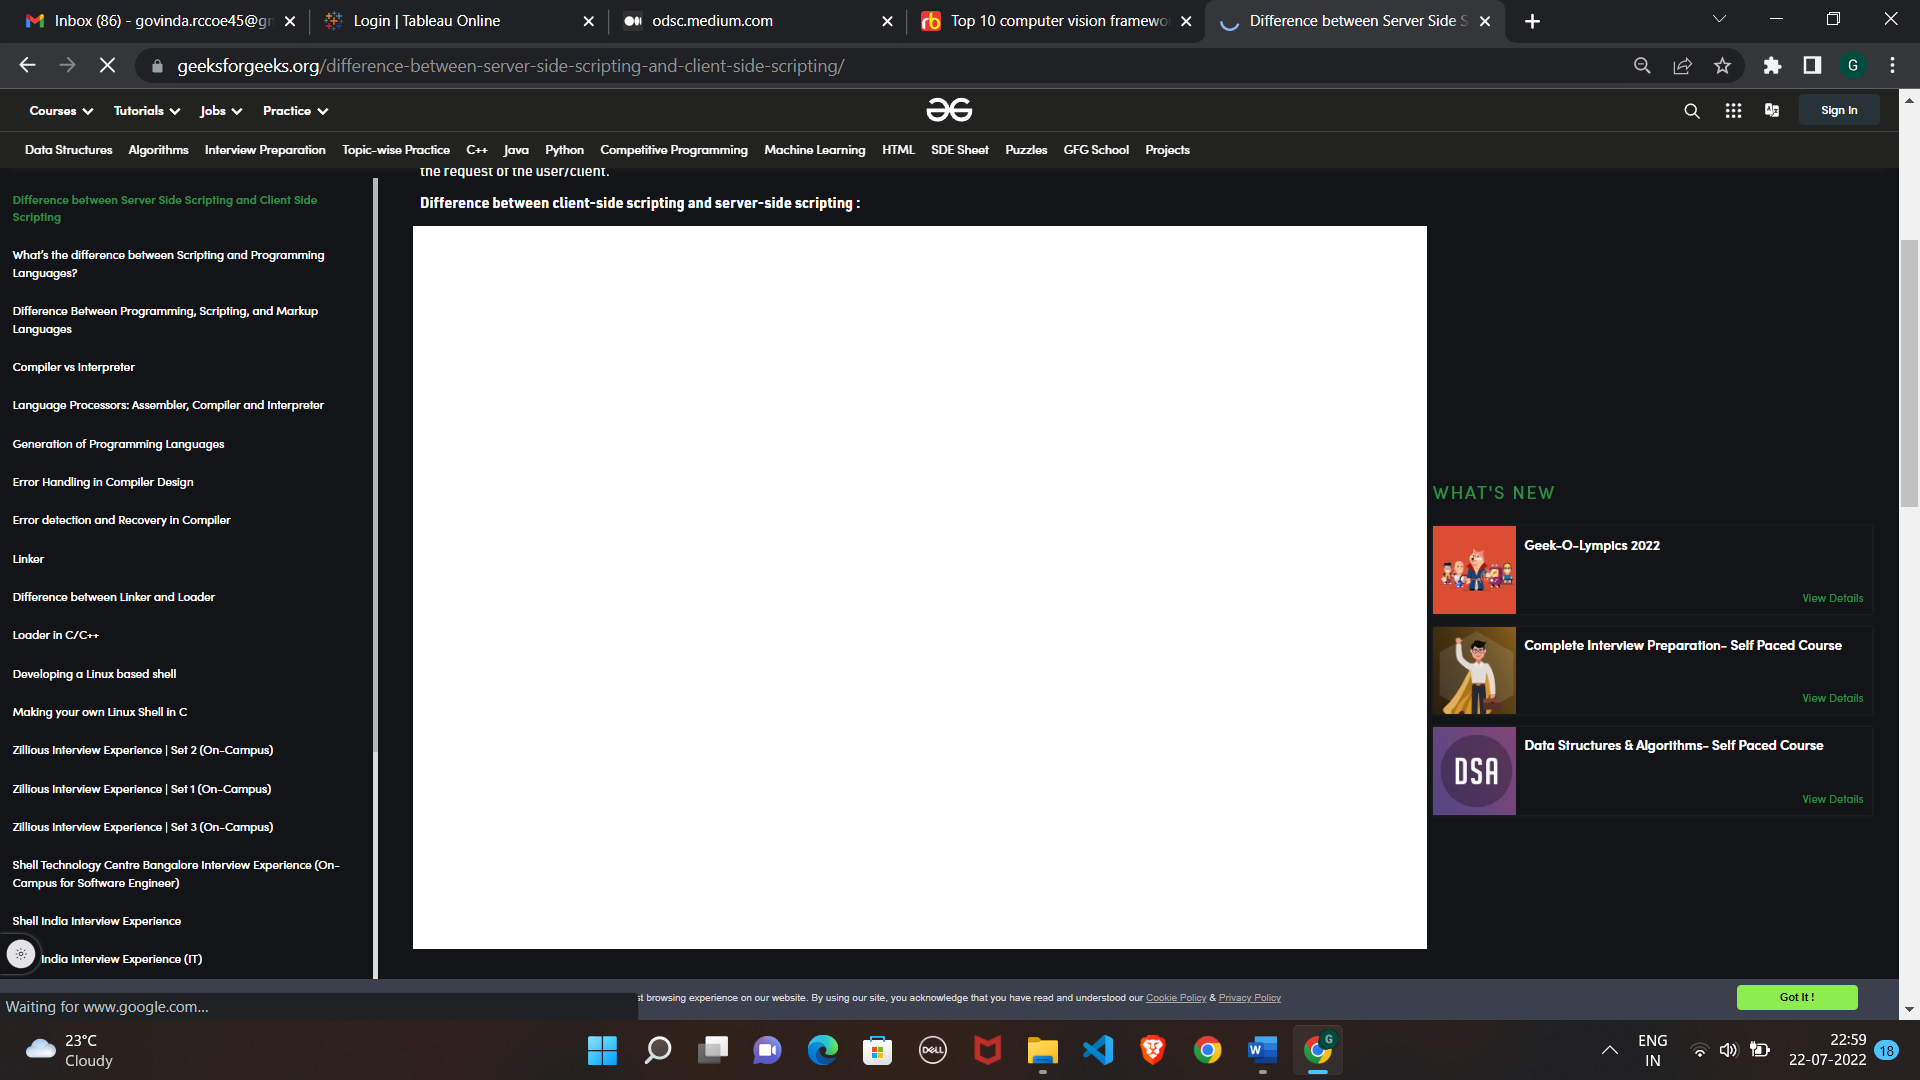 Inbox (86) - govinda.rccoe45@gm
Login | Tableau Online
odsc.medium.com
Top 10 computer vision framewo
Difference between Server Side S
geeksforgeeks.org/difference-between-server-side-scripting-and-client-side-scripting/
G
Courses
Tutorials
Jobs
Practice
Sign In
Data Structures
Algorithms
Interview Preparation
Topic-wise Practice
C++
Java
Python
Competitive Programming
Machine Learning
HTML
SDE Sheet
Puzzles
GFG School
Projects
the request of the user/client.
Difference between client-side scripting and server-side scripting :
Difference between Server Side Scripting and Client Side
Scripting
What's the difference between Scripting and Programming
Languages?
Difference Between Programming, Scripting, and Markup
Languages
Compiler vs Interpreter
Language Processors: Assembler, Compiler and Interpreter
Generation of Programming Languages
Error Handling in Compiler Design
Error detection and Recovery in Compiler
Linker
Difference between Linker and Loader
Loader in C/C++
Developing a Linux based shell
Making your own Linux Shell in C
Zillious Interview Experience | Set 2 (On-Campus)
Zillious Interview Experience | Set 1 (On-Campus)
Zillious Interview Experience | Set 3 (On-Campus)
Shell Technology Centre Bangalore Interview Experience (On-
Campus for Software Engineer)
Shell India Interview Experience
India Interview Experience (IT)
WHAT'S NEW
Geek-O-Lympics 2022
View Details
Complete Interview Preparation- Self Paced Course
View Details
DSA
Data Structures & Algorithms- Self Paced Course
View Details
st browsing experience on our website. By using our site, you acknowledge that you have read and understood our Cookie Policy & Privacy Policy
Got It !
Waiting for www.google.com...
23°C
Cloudy
DELL
W
G
ENG
IN
22:59
22-07-2022
18